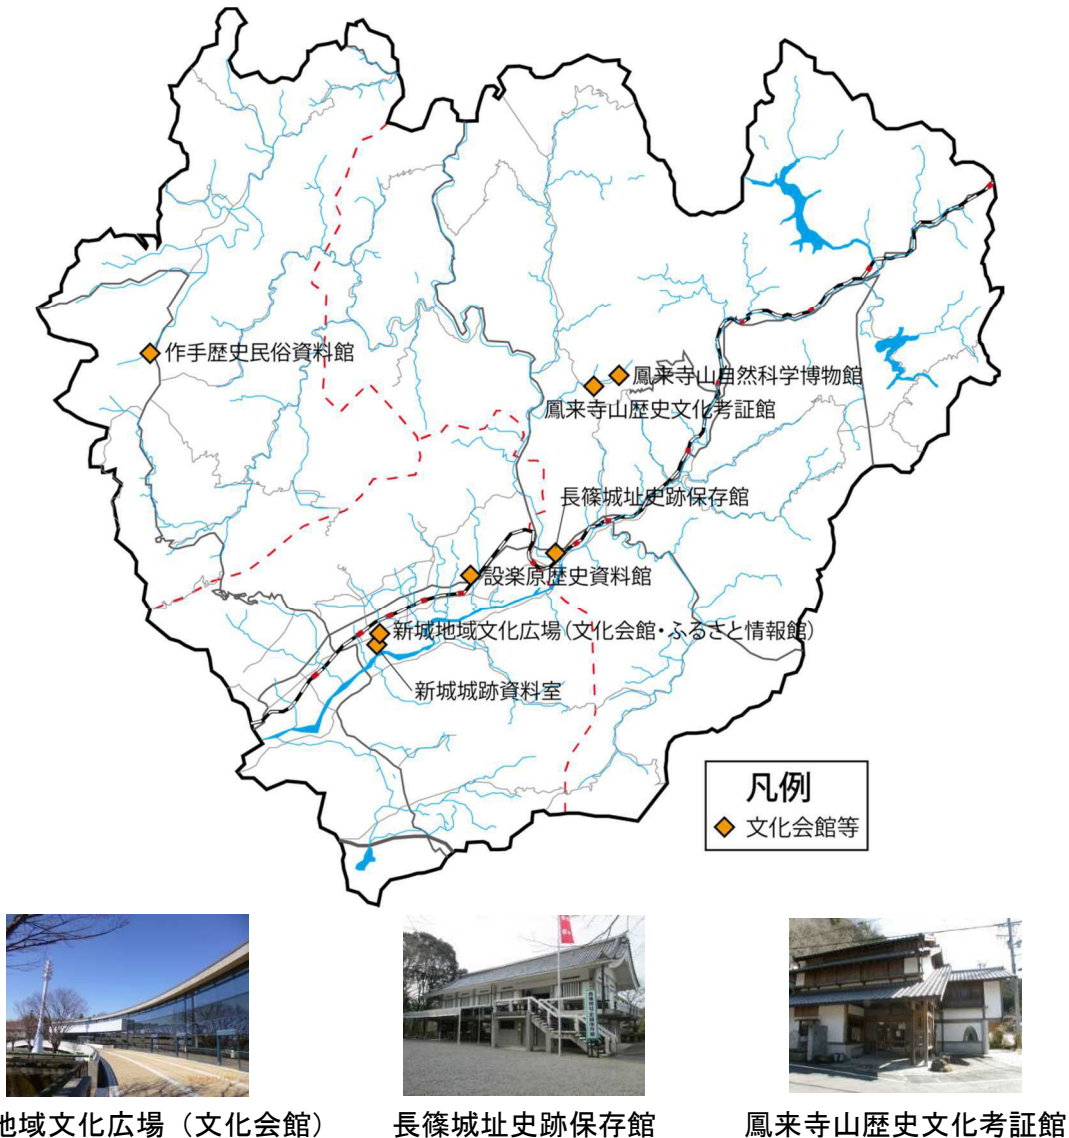 作手歴史民俗資料館
鳳来寺山自然科学博物館
鳳来寺山歴史文化考証館
長篠城址史跡保存館
設楽原歴史資料館
新城地域文化広場(文化会館・ふるさと情報館)
新城城跡資料室
凡例
文化会館等
地域文化広場（文化会館）
長篠城址史跡保存館
鳳来寺山歴史文化考証館